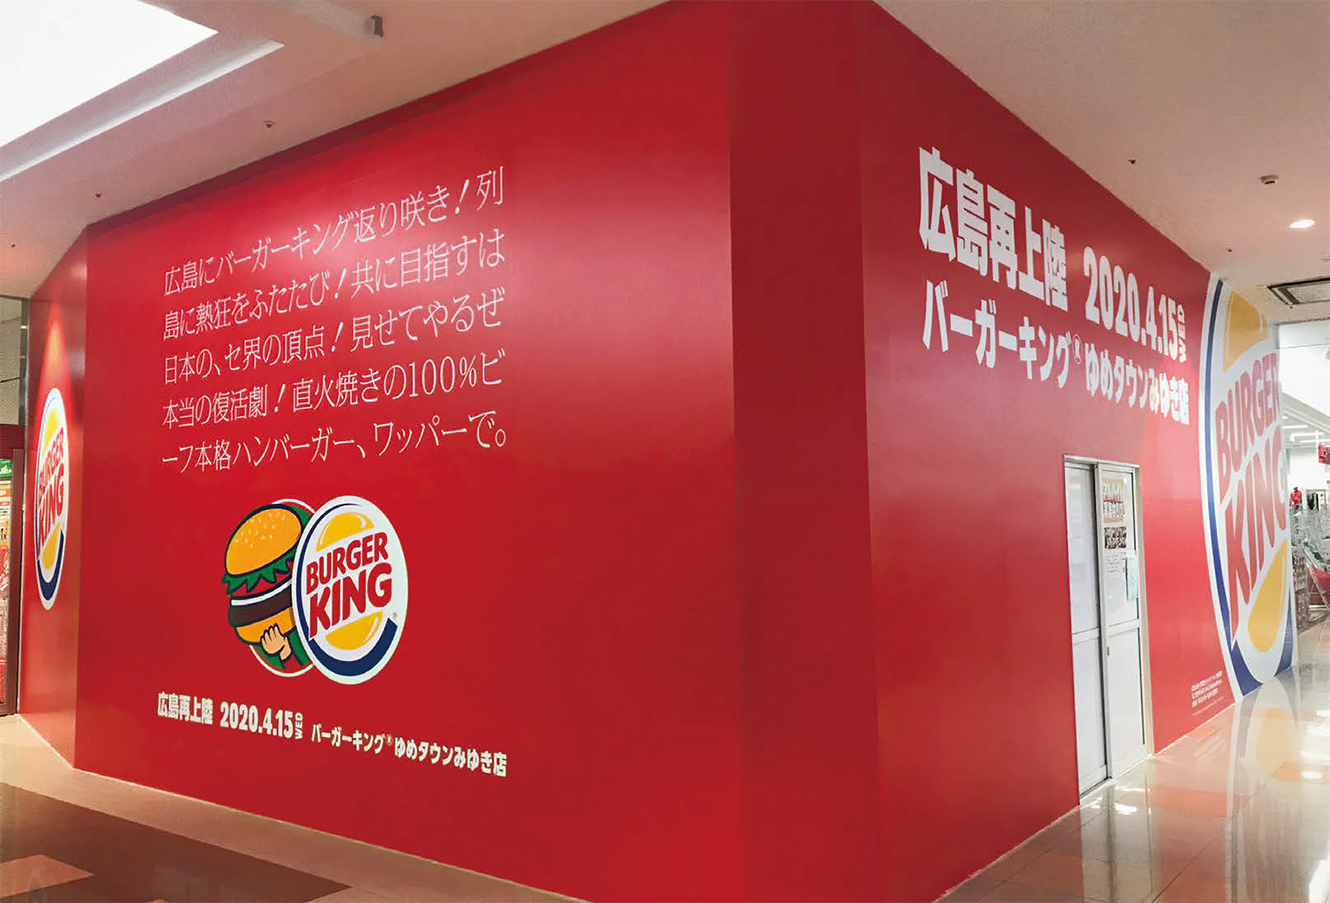 広島にバーガーキング返り咲き！列
島に熱狂をふたたび！共に目指すは
日本の、セ界の頂点！見せてやるぜ
本当の復活劇！直火焼きの100%ビ
ーフ本格ハンバーガー、ワッパーで。
BURGER
KING
®
広島再上陸 2020.4.15 WED バーガーキング®ゆめタウンみゆき店
BURGER
KING
広島再上陸 2020.4.15 WED
バーガーキング®ゆめタウンみゆき店
BURGER
KING